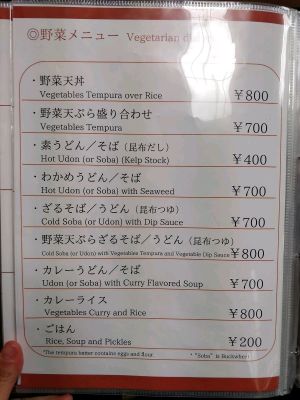 ◎野菜メニュー Vegetarian
・野菜天丼
Vegetables Tempura over Rice ￥800
・野菜天ぷら盛り合わせ
Vegetables Tempura ￥700
・素うどん／そば（昆布だし）
Hot Udon (or Soba) (Kelp Stock) ￥400
・わかめうどん／そば
Hot Udon (or Soba) with Seaweed ￥700
・ざるそば／うどん（昆布つゆ）
Cold Soba (or Udon) with Dip Sauce ￥700
・野菜天ぷらざるそば／うどん（昆布つゆ）
Cold Soba (or Udon) with Vegetables Tempura and Vegetable Dip Sauce ￥800
・カレーうどん／そば
Udon (or Soba) with Curry Flavored Soup ￥700
・カレーライス
Vegetables Curry and Rice ￥800
・ごはん
Rice, Soup and Pickles ￥200
*The tempura batter contains eggs and flour. *"Soba" is Buckwheat